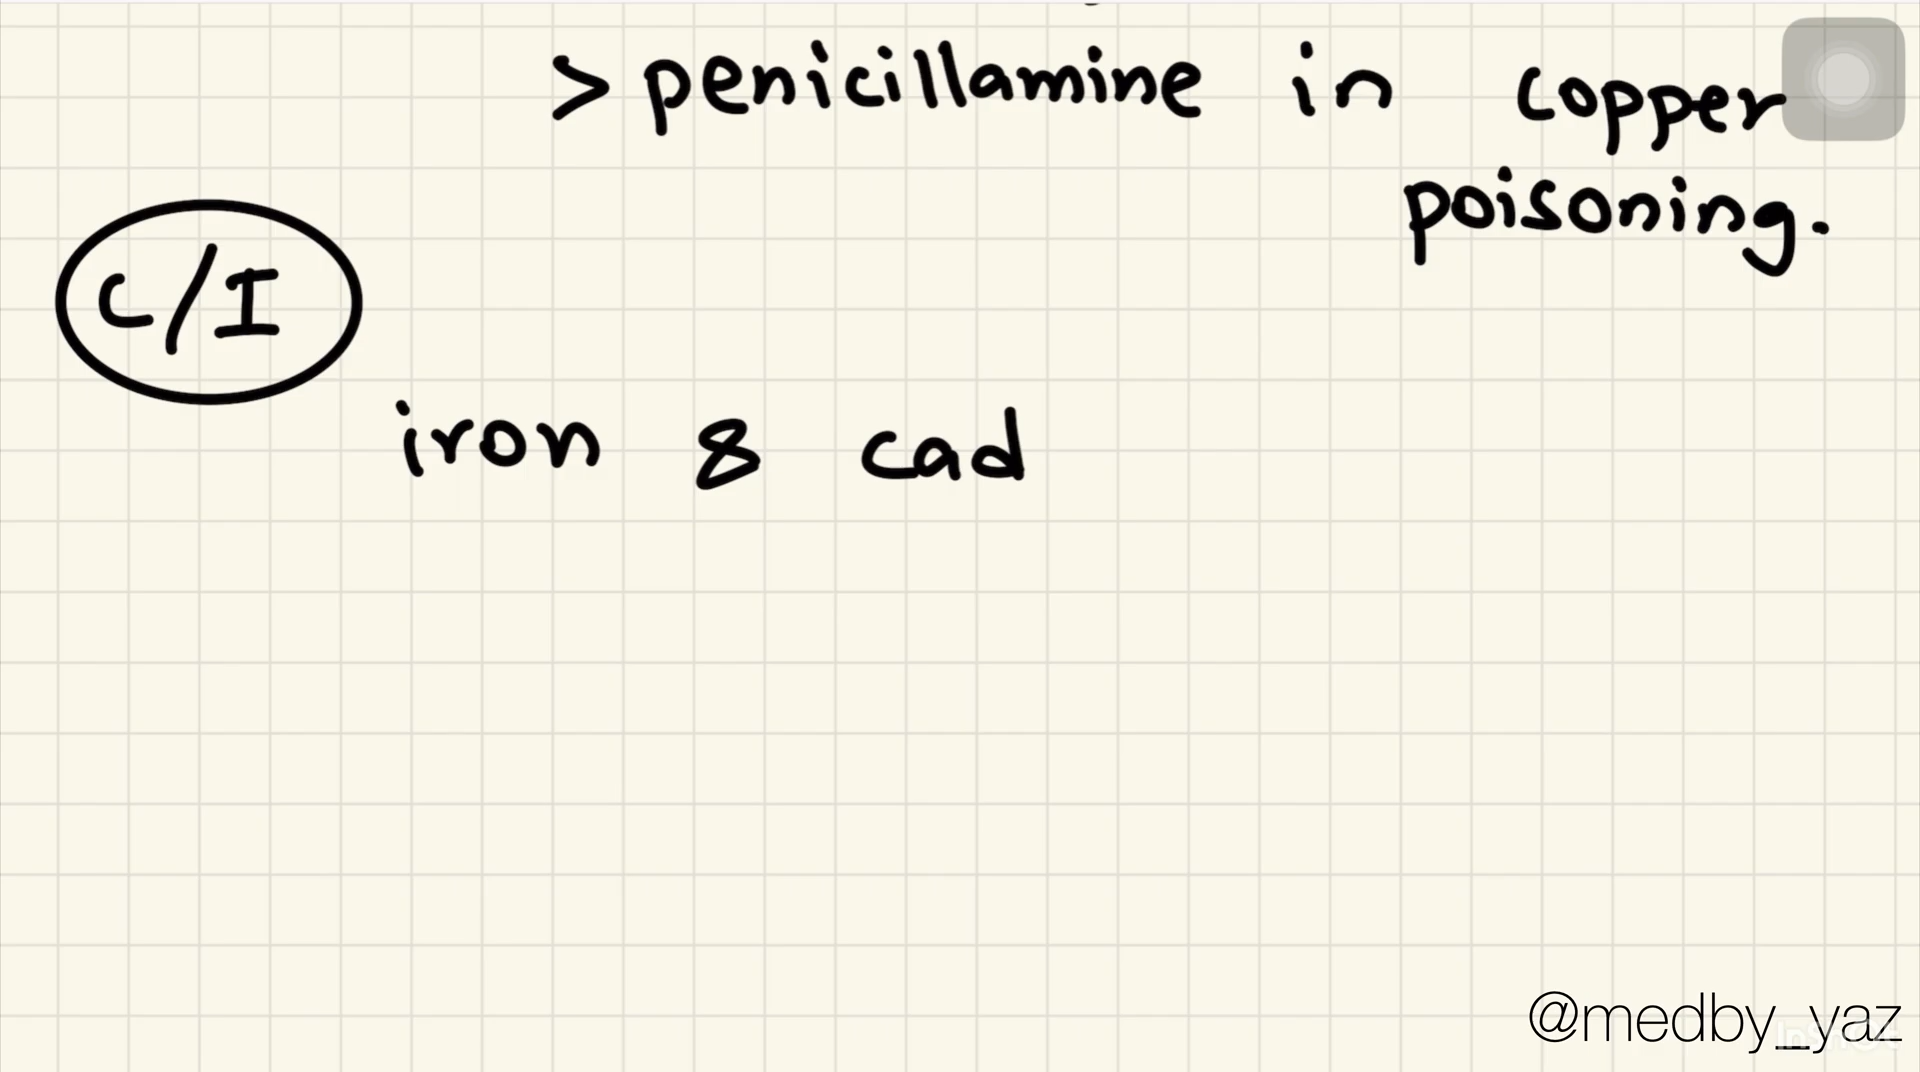 > penicillamine in copper
poisoning.
C/I
iron & cad
@medby_yaz